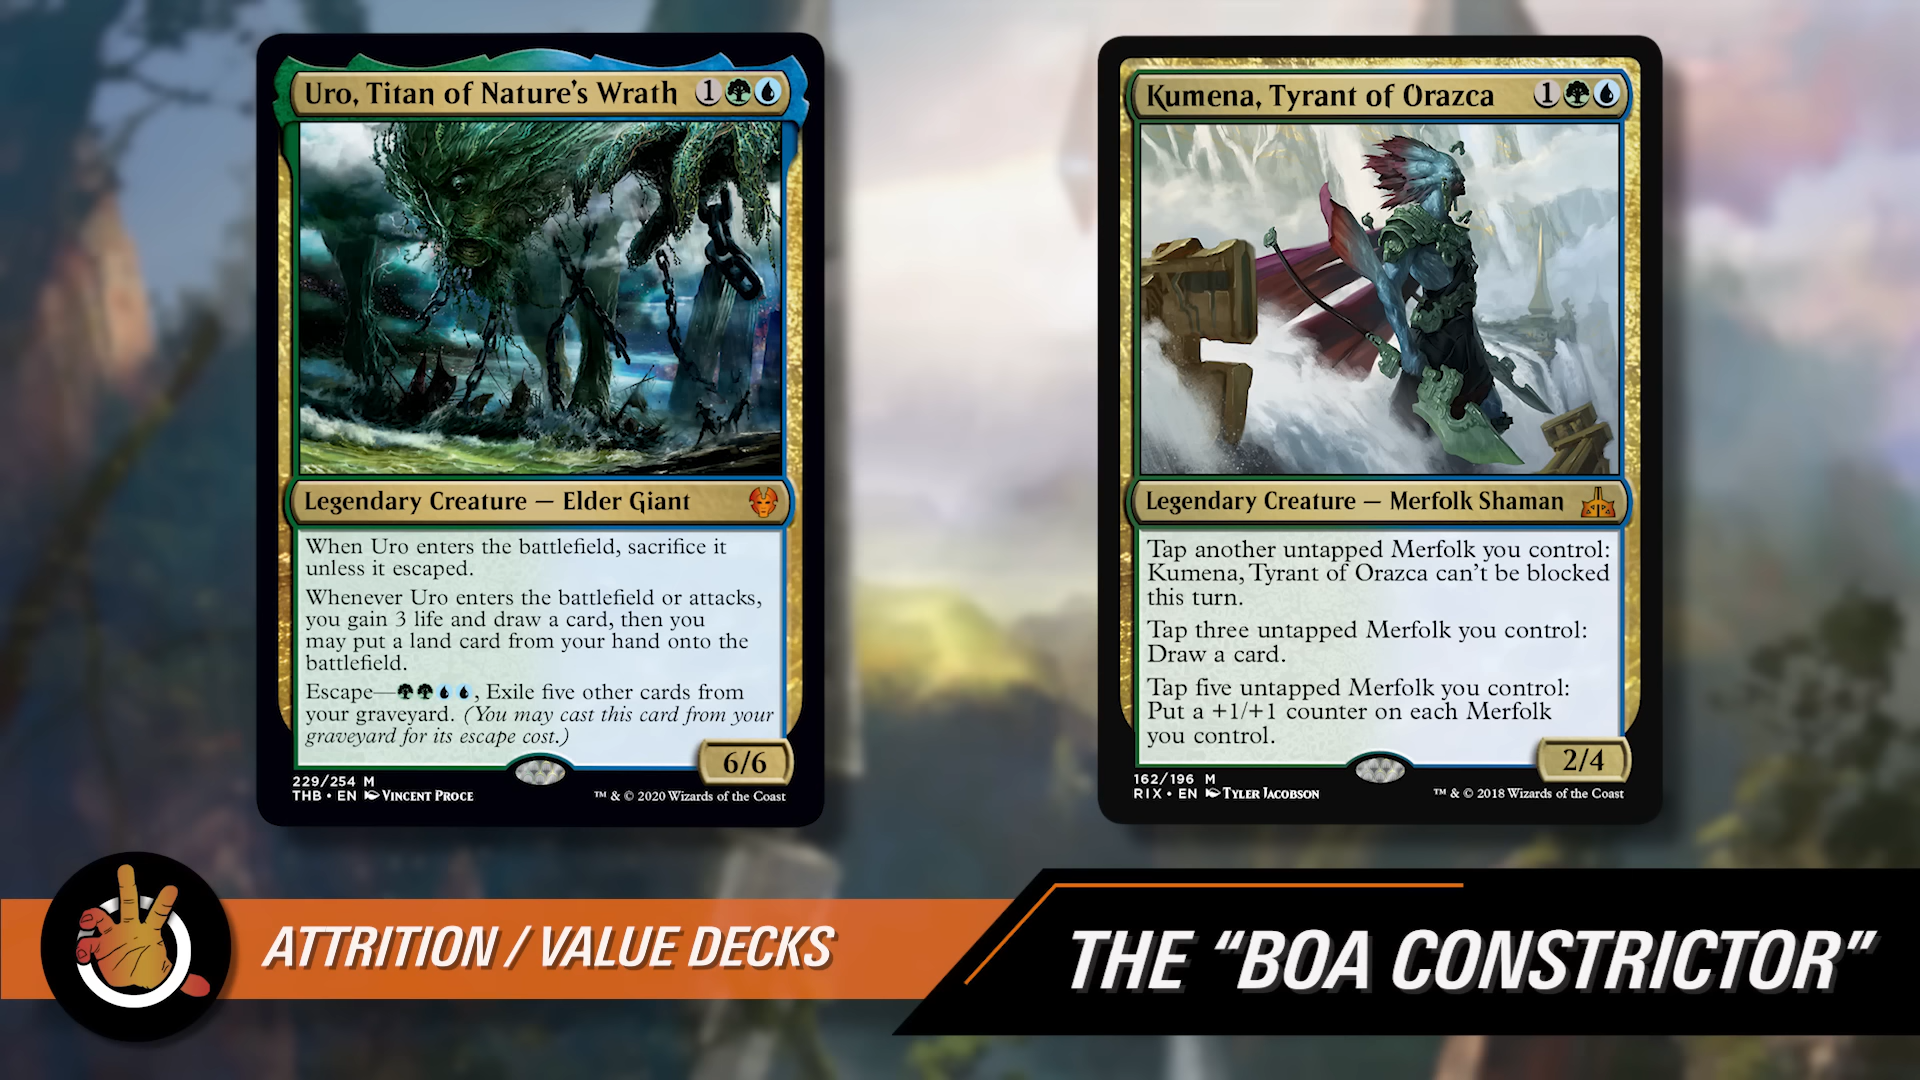 Uro, Titan of Nature's Wrath 1
Legendary Creature — Elder Giant
When Uro enters the battlefield, sacrifice it
unless it escaped.
Whenever Uro enters the battlefield or attacks,
you gain 3 life and draw a card, then you
may put a land card from your hand onto the
battlefield.
Escape—, Exile five other cards from
your graveyard. (You may cast this card from your
graveyard for its escape cost.)
6/6
229/254 M
THB • EN Vincent Proce
™ & © 2020 Wizards of the Coast
Kumena, Tyrant of Orazca 1
Legendary Creature — Merfolk Shaman
Tap another untapped Merfolk you control:
Kumena, Tyrant of Orazca can't be blocked
this turn.
Tap three untapped Merfolk you control:
Draw a card.
Tap five untapped Merfolk you control:
Put a +1/+1 counter on each Merfolk
you control.
2/4
162/196 M
RIX • EN Tyler Jacobson
™ & © 2018 Wizards of the Coast
ATTRITION / VALUE DECKS
THE “BOA CONSTRICTOR”